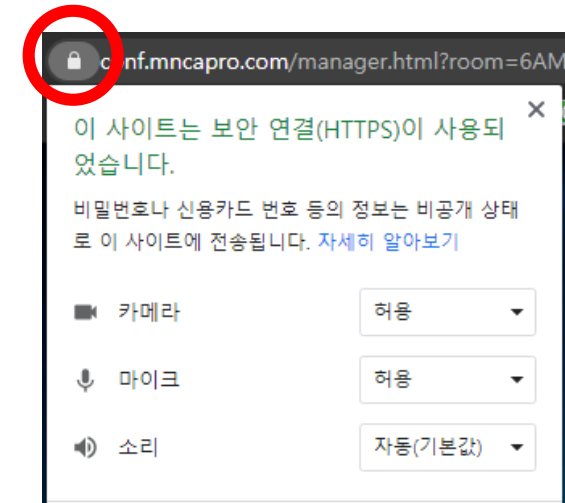 conf.mncapro.com/manager.html?room=6AM
이 사이트는 보안 연결(HTTPS)이 사용되
었습니다.
비밀번호나 신용카드 번호 등의 정보는 비공개 상태
로 이 사이트에 전송됩니다. 자세히 알아보기
카메라 허용
마이크 허용
소리 자동(기본값)